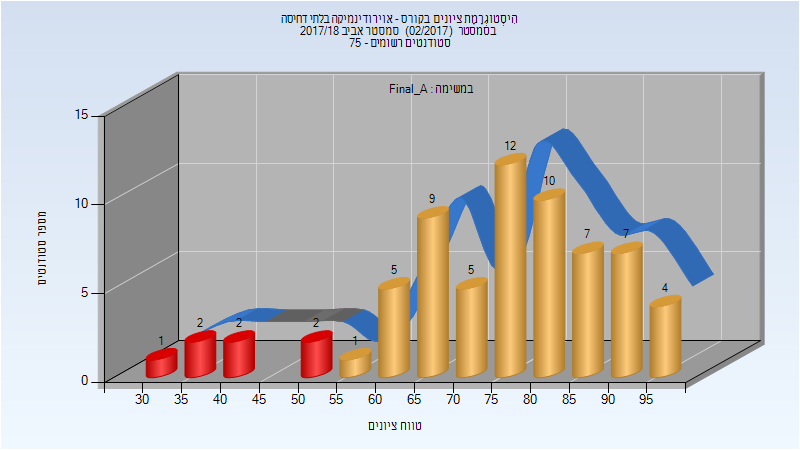 היסטוגרמת ציונים בקורס - אוירודינמיקה בלתי דחיסה
בסמסטר (02/2017) סמסטר אביב 2017/18
סטודנטים רשומים - 75
במשימה : Final_A
15
10
5
0
מספר סטודנטים
1
2
2
2
1
5
9
5
12
10
7
7
4
30 35 40 45 50 55 60 65 70 75 80 85 90 95
טווח ציונים